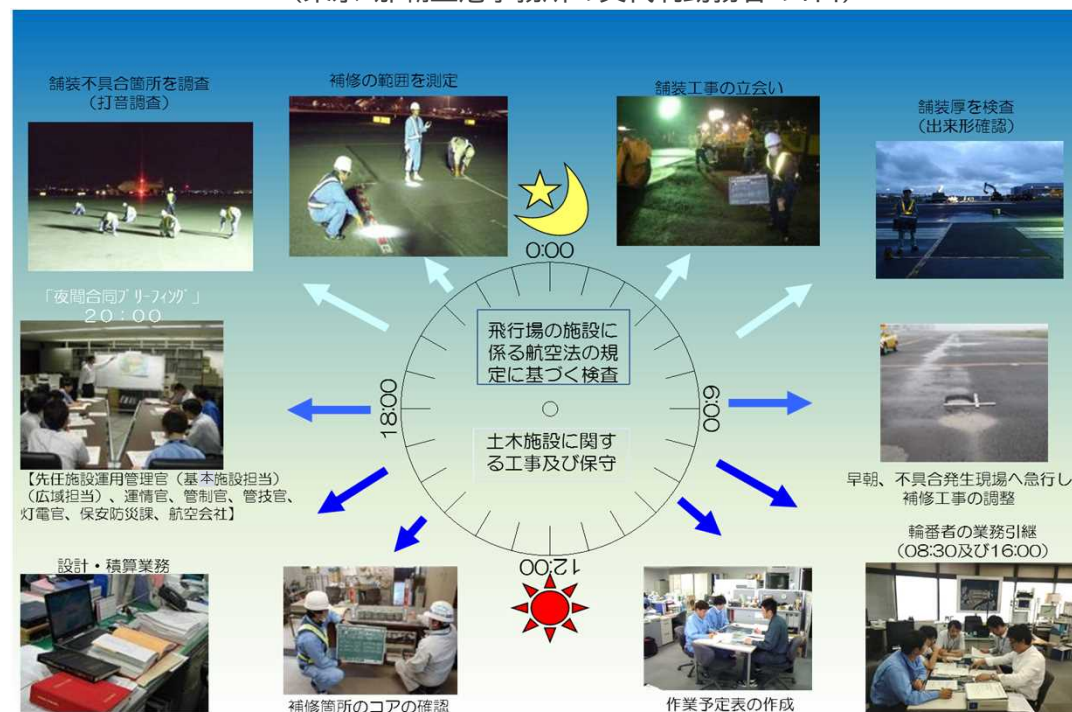 舗装不具合箇所を調査
（打音調査）
補修の範囲を測定
舗装工事の立会い
舗装厚を検査
（出来形確認）
0:00
「夜間合同ﾌﾞﾘｰﾌｨﾝｸﾞ」
２０：００
飛行場の施設に
係る航空法の規
定に基づく検査
18:00
6:00
土木施設に関す
る工事及び保守
【先任施設運用管理官（基本施設担当）
（広域担当）、運情官、管制官、管技官、
灯電官、保安防災課、航空会社】
早朝、不具合発生現場へ急行し
補修工事の調整
輪番者の業務引継
（08:30及び16:00）
設計・積算業務
12:00
補修箇所のコアの確認
作業予定表の作成